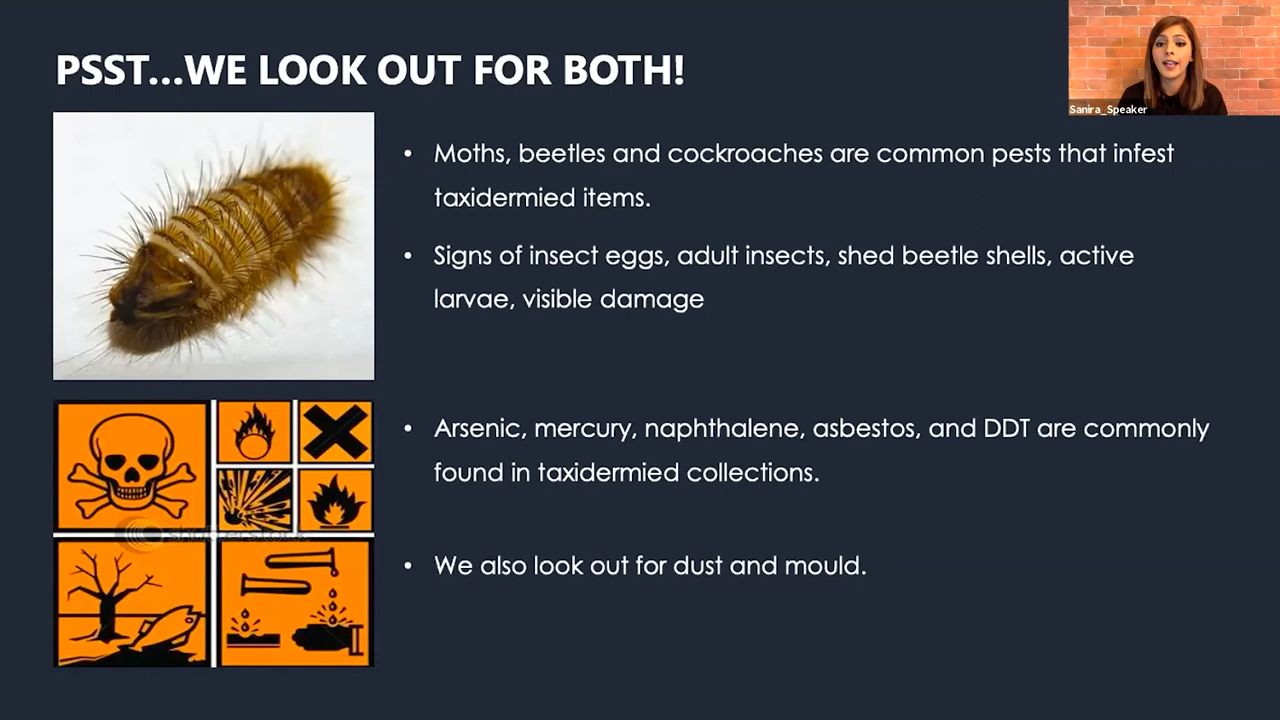 PSST...WE LOOK OUT FOR BOTH!
Sanira_Speaker
• Moths, beetles and cockroaches are common pests that infest
taxidermied items.
• Signs of insect eggs, adult insects, shed beetle shells, active
larvae, visible damage
• Arsenic, mercury, naphthalene, asbestos, and DDT are commonly
found in taxidermied collections.
shutterstock
• We also look out for dust and mould.